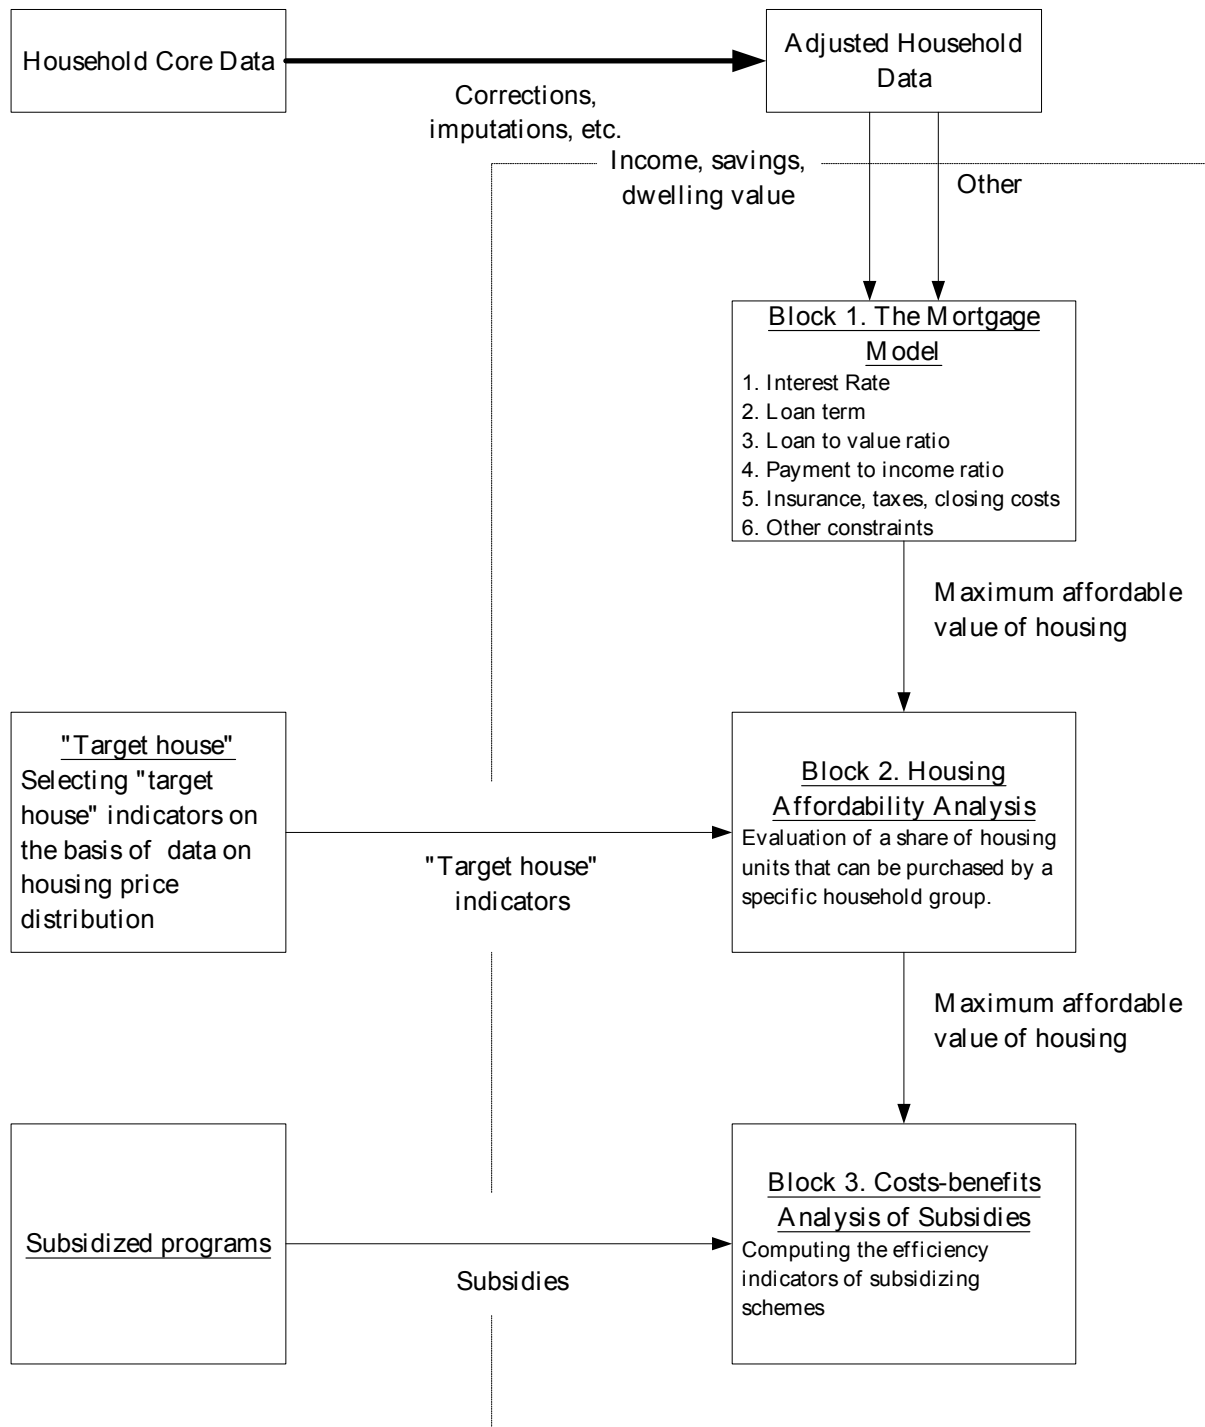 Household Core Data
Adjusted Household
Data
Corrections,
imputations, etc.
Income, savings,
dwelling value
Other
Block 1. The Mortgage
Model
1. Interest Rate
2. Loan term
3. Loan to value ratio
4. Payment to income ratio
5. Insurance, taxes, closing costs
6. Other constraints
Maximum affordable
value of housing
"Target house"
Selecting "target
house" indicators on
the basis of data on
housing price
distribution
"Target house"
indicators
Block 2. Housing
Affordability Analysis
Evaluation of a share of housing
units that can be purchased by a
specific household group.
Maximum affordable
value of housing
Subsidized programs
Subsidies
Block 3. Costs-benefits
Analysis of Subsidies
Computing the efficiency
indicators of subsidizing
schemes